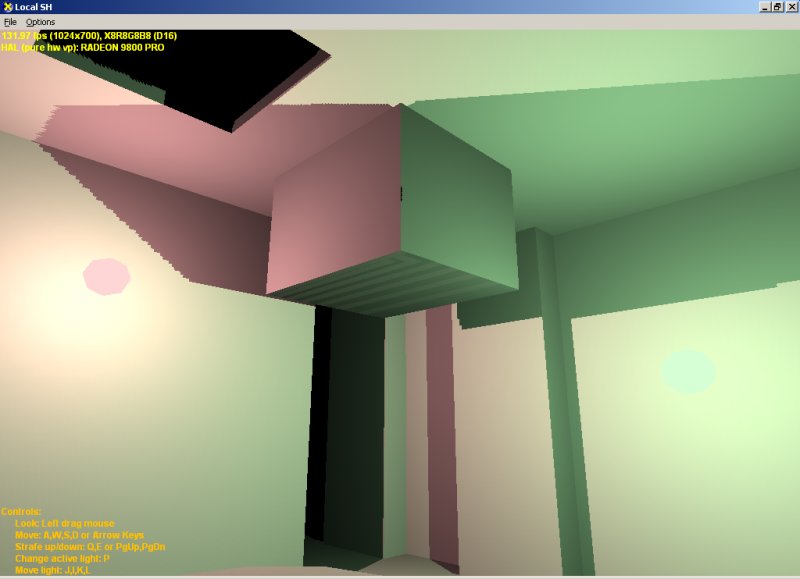 Local SH
File Options
131.97 fps (1024x700), X8R8G8B8 (D16)
HAL (pure hw vp): RADEON 9800 PRO
Controls:
Look: Left drag mouse
Move: A,W,S,D or Arrow Keys
Strafe up/down: Q,E or PgUp,PgDn
Change active light: P
Move light: J,I,K,L